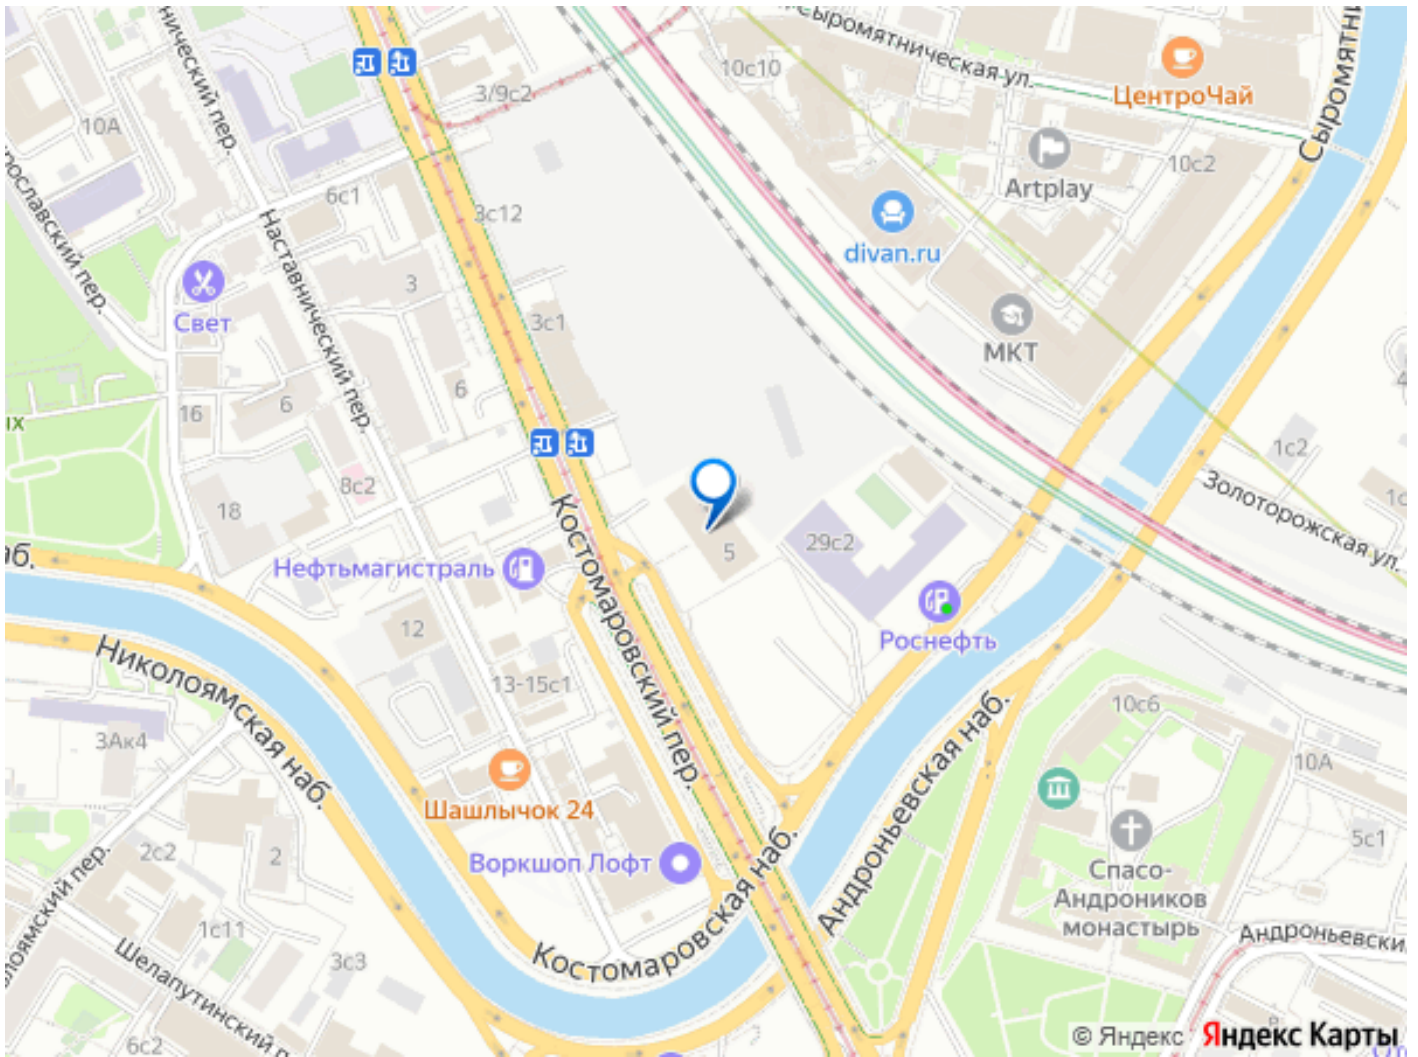 Сыромятническая ул.
10с10
ЦентроЧай
3/9с2
10А
Artplay
10с2
6с1
3с12
divan.ru
Наставнический пер.
3
Свет
3с1
МКТ
6
6
16
1с2
8с2
18
Золоторожская ул.
29с2
5
Нефтьмагистраль
Костомаровский пер.
Роснефть
12
13-15с1
Николоямская наб.
3Ак4
10с6
10А
Шашлычок 24
Андроньевская наб.
5с1
2с2
2
Воркшоп Лофт
Спасо-
Андроников
монастырь
1с11
Костомаровская наб.
3с3
Шелапутинский п
6с2
© Яндекс
Яндекс Карты